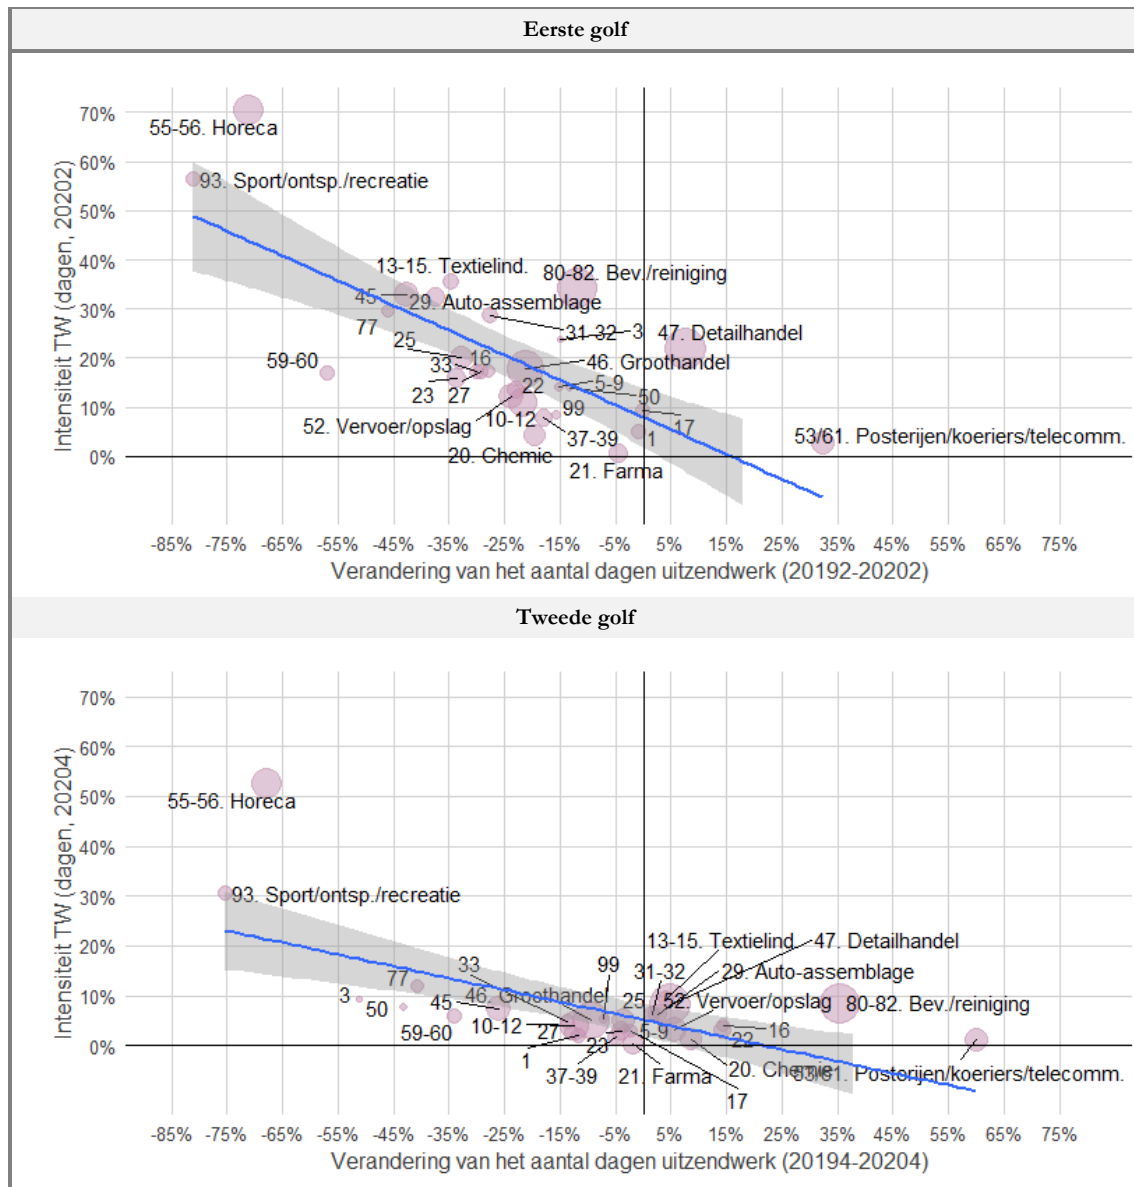 Eerste golf
Intensiteit TW (dagen, 20202)
70%
55-56. Horeca
60%
93. Sport/ontsp./recreatie
50%
40%
13-15. Textielind.
80-82. Bev./reiniging
45
29. Auto-assemblage
30%
77
25
31-32
3
47. Detailhandel
59-60
33
16
46. Groothandel
20%
23
27
22
5-9
50
10%
52. Vervoer/opslag
10-12
99
17
37-39
1
53/61. Posterijen/koeriers/telecomm.
20. Chemie
0%
21. Farma
-85% -75% -65% -55% -45% -35% -25% -15% -5% 5% 15% 25% 35% 45% 55% 65% 75%
Verandering van het aantal dagen uitzendwerk (20192-20202)
Tweede golf
Intensiteit TW (dagen, 20204)
70%
60%
50%
55-56. Horeca
40%
30%
93. Sport/ontsp./recreatie
20%
13-15. Textielind.
47. Detailhandel
33
99
31-32
29. Auto-assemblage
77
10%
3
50
45
46. Groothandel
25
52. Vervoer/opslag
80-82. Bev./reiniging
59-60
10-12
27
23
5-9
22
16
0%
1
37-39
21. Farma
20. Chemie
53/61. Posterijen/koeriers/telecomm.
17
-85% -75% -65% -55% -45% -35% -25% -15% -5% 5% 15% 25% 35% 45% 55% 65% 75%
Verandering van het aantal dagen uitzendwerk (20194-20204)